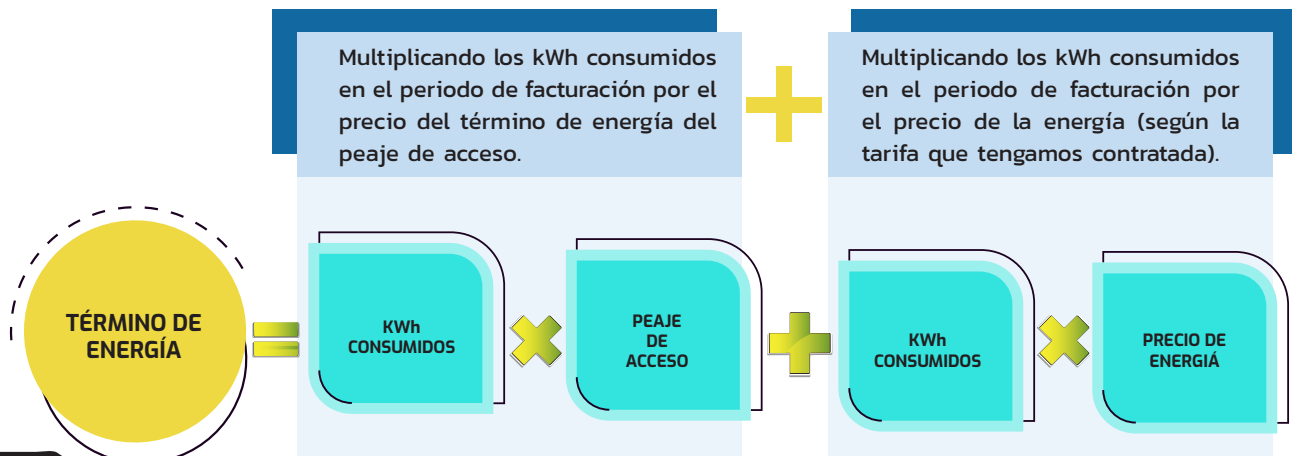 Multiplicando los kWh consumidos
en el periodo de facturación por el
precio del término de energía del
peaje de acceso.
Multiplicando los kWh consumidos
en el periodo de facturación por
el precio de la energía (según la
tarifa que tengamos contratada).
TÉRMINO DE
ENERGÍA
=
KWh
CONSUMIDOS
×
PEAJE
DE
ACCESO
+
KWh
CONSUMIDOS
×
PRECIO DE
ENERGIÁ